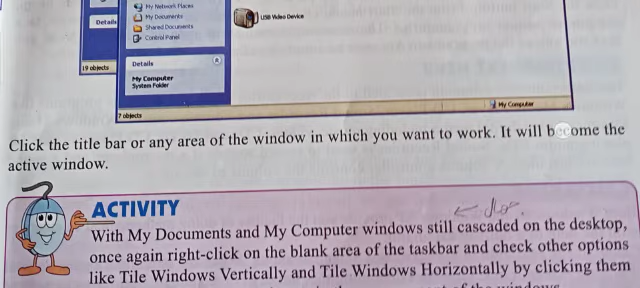 My Network Places
My Documents
Shared Documents
Control Panel
Details
USB Video Device
19 objects
Details
My Computer
System Folder
7 objects
My Computer
Click the title bar or any area of the window in which you want to work. It will become the
active window.
ACTIVITY
With My Documents and My Computer windows still cascaded on the desktop,
once again right-click on the blank area of the taskbar and check other options
like Tile Windows Vertically and Tile Windows Horizontally by clicking them